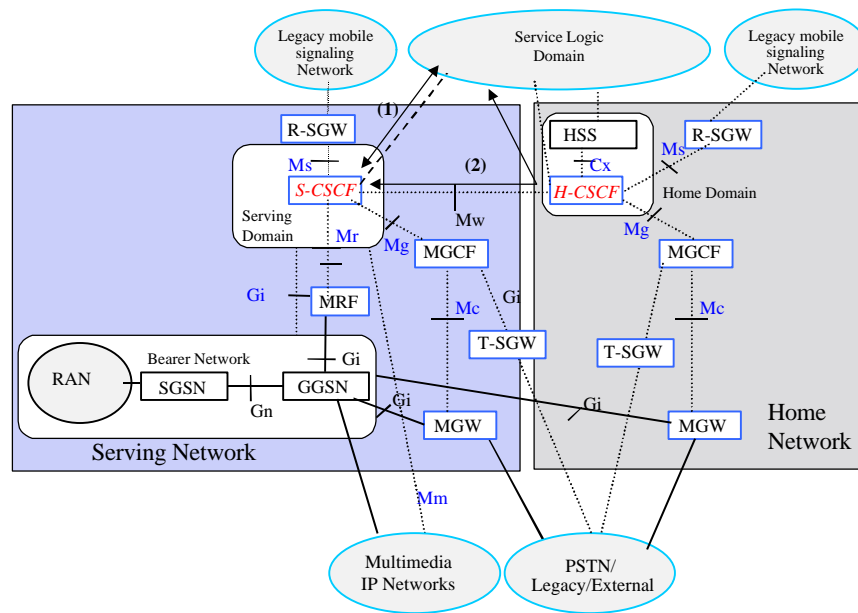 Legacy mobile
signaling
Network
Service Logic
Domain
Legacy mobile
signaling
Network
(1)
R-SGW
HSS
R-SGW
Ms
(2)
Cx
Ms
S-CSCF
H-CSCF
Home Domain
Serving
Domain
Mw
Mr
Mg
Mg
MGCF
MGCF
Gi
MRF
Gi
Mc
Mc
T-SGW
T-SGW
Bearer Network
Gi
RAN
SGSN
GGSN
Gn
Gi
Gi
MGW
MGW
Home
Network
Serving Network
Mm
Multimedia
IP Networks
PSTN/
Legacy/External